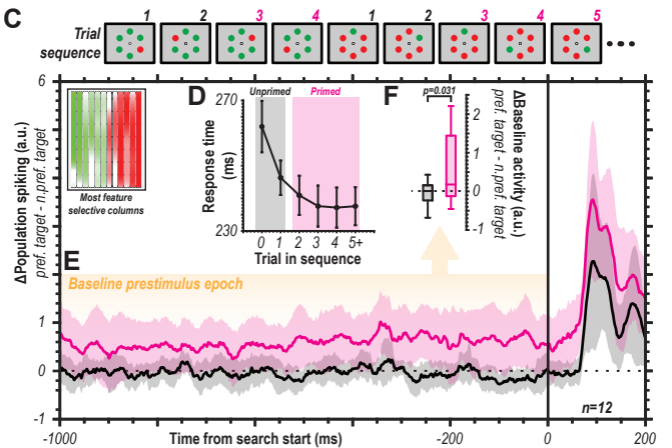 C
Trial
sequence
1 2 3 4 1 2 3 4 5
6
1
0
-1
ΔPopulation spiking (a.u.)
pref. target - n.pref. target
Most feature
selective columns
D
Unprimed Primed
270
230
Response time
(ms)
0 1 2 3 4 5+
Trial in sequence
F
p=0.031
2
1
0
-1
ΔBaseline activity (a.u.)
pref. target - n.pref. target
E
Baseline prestimulus epoch
n=12
-1000 Time from search start (ms) -200 0 200